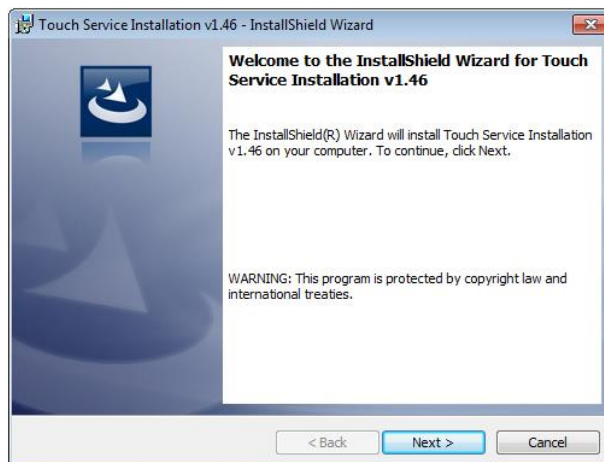 Touch Service Installation v1.46 - InstallShield Wizard
Welcome to the InstallShield Wizard for Touch
Service Installation v1.46
The InstallShield(R) Wizard will install Touch Service Installation
v1.46 on your computer. To continue, click Next.
WARNING: This program is protected by copyright law and
international treaties.
< Back Next > Cancel